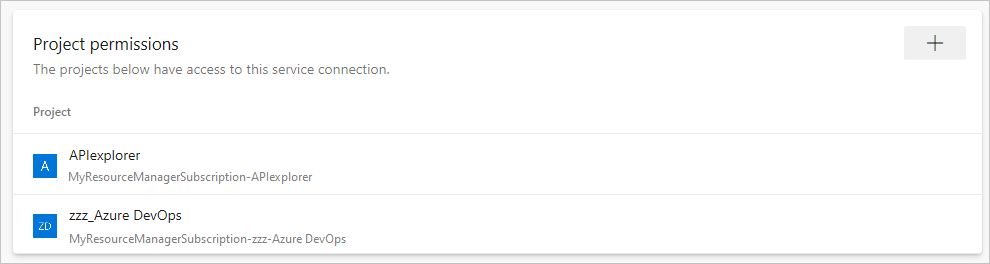 Project permissions
The projects below have access to this service connection.
Project
A
APIexplorer
MyResourceManagerSubscription-APIexplorer
ZD
zzz_Azure DevOps
MyResourceManagerSubscription-zzz-Azure DevOps